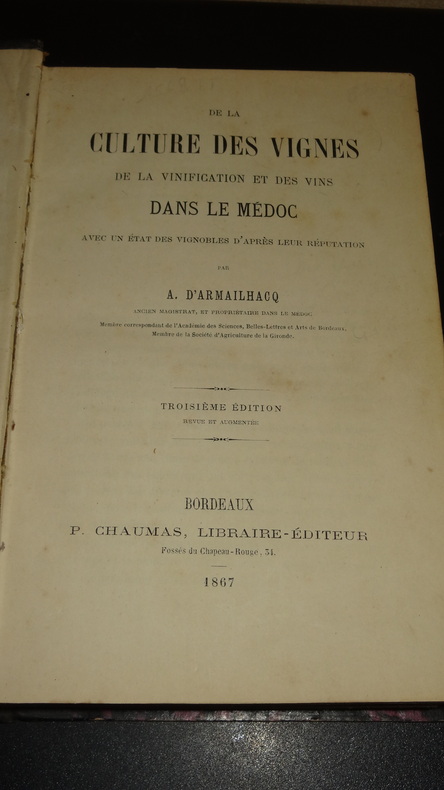 DE LA
CULTURE DES VIGNES
DE LA VINIFICATION ET DES VINS
DANS LE MÉDOC
AVEC UN ÉTAT DES VIGNOBLES D'APRÈS LEUR RÉPUTATION
PAR
A. D'ARMAILHACQ
ANCIEN MAGISTRAT, ET PROPRIÉTAIRE DANS LE MÉDOC
Membre correspondant de l'Académie des Sciences, Belles-Lettres et Arts de Bordeaux,
Membre de la Société d'Agriculture de la Gironde.
TROISIÈME ÉDITION
REVUE ET AUGMENTÉE
BORDEAUX
P. CHAUMAS, LIBRAIRE-ÉDITEUR
Fossés du Chapeau-Rouge, 34.
1867